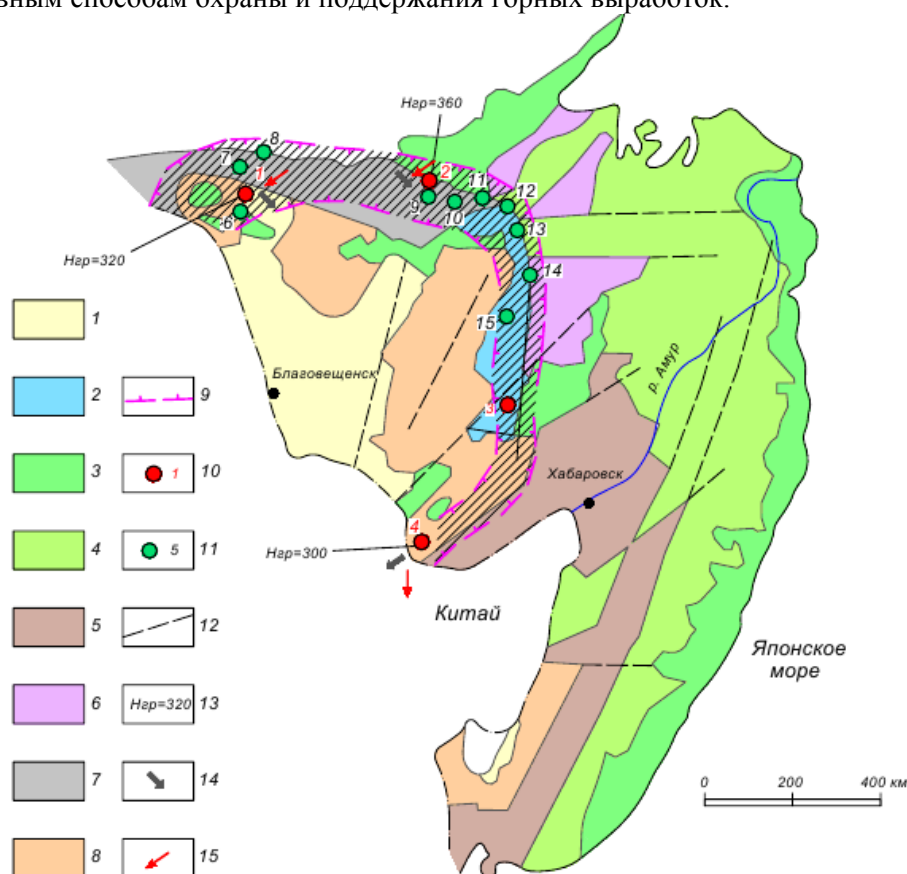 вным способам охраны и поддержания горных выработок.
Нгр=360
8
7
1
2
11
12
9
10
6
13
Нгр=320
14
15
1
Благовещенск
р. Амур
2
9
3
Хабаровск
3
1
10
4
Нгр=300
4
5
11
Китай
5
12
Японское
море
6
Нгр=320
13
7
14
0
200
400 км
8
15